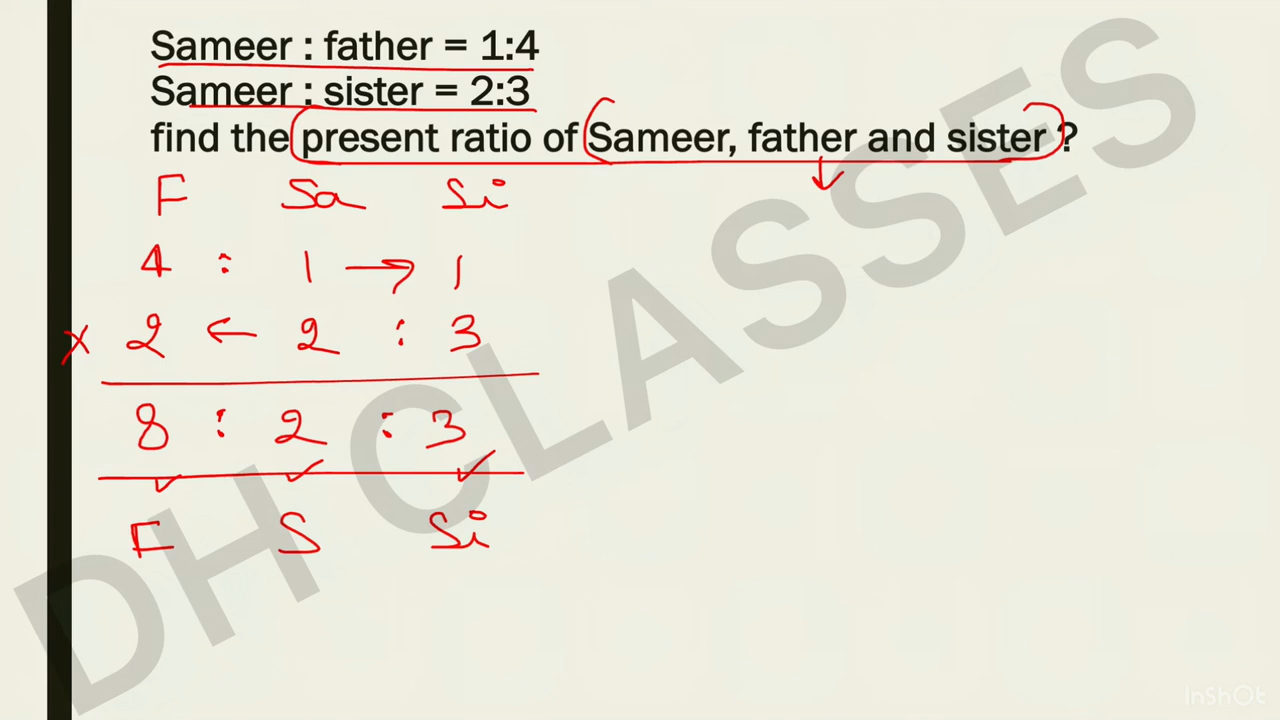 Sameer : father = 1:4
Sameer : sister = 2:3
find the present ratio of Sameer, father and sister ?
F Sa Si
4 : 1 → 1
× 2 ← 2 : 3
8 : 2 : 3
F S Si
DH CLASSES
InShOt